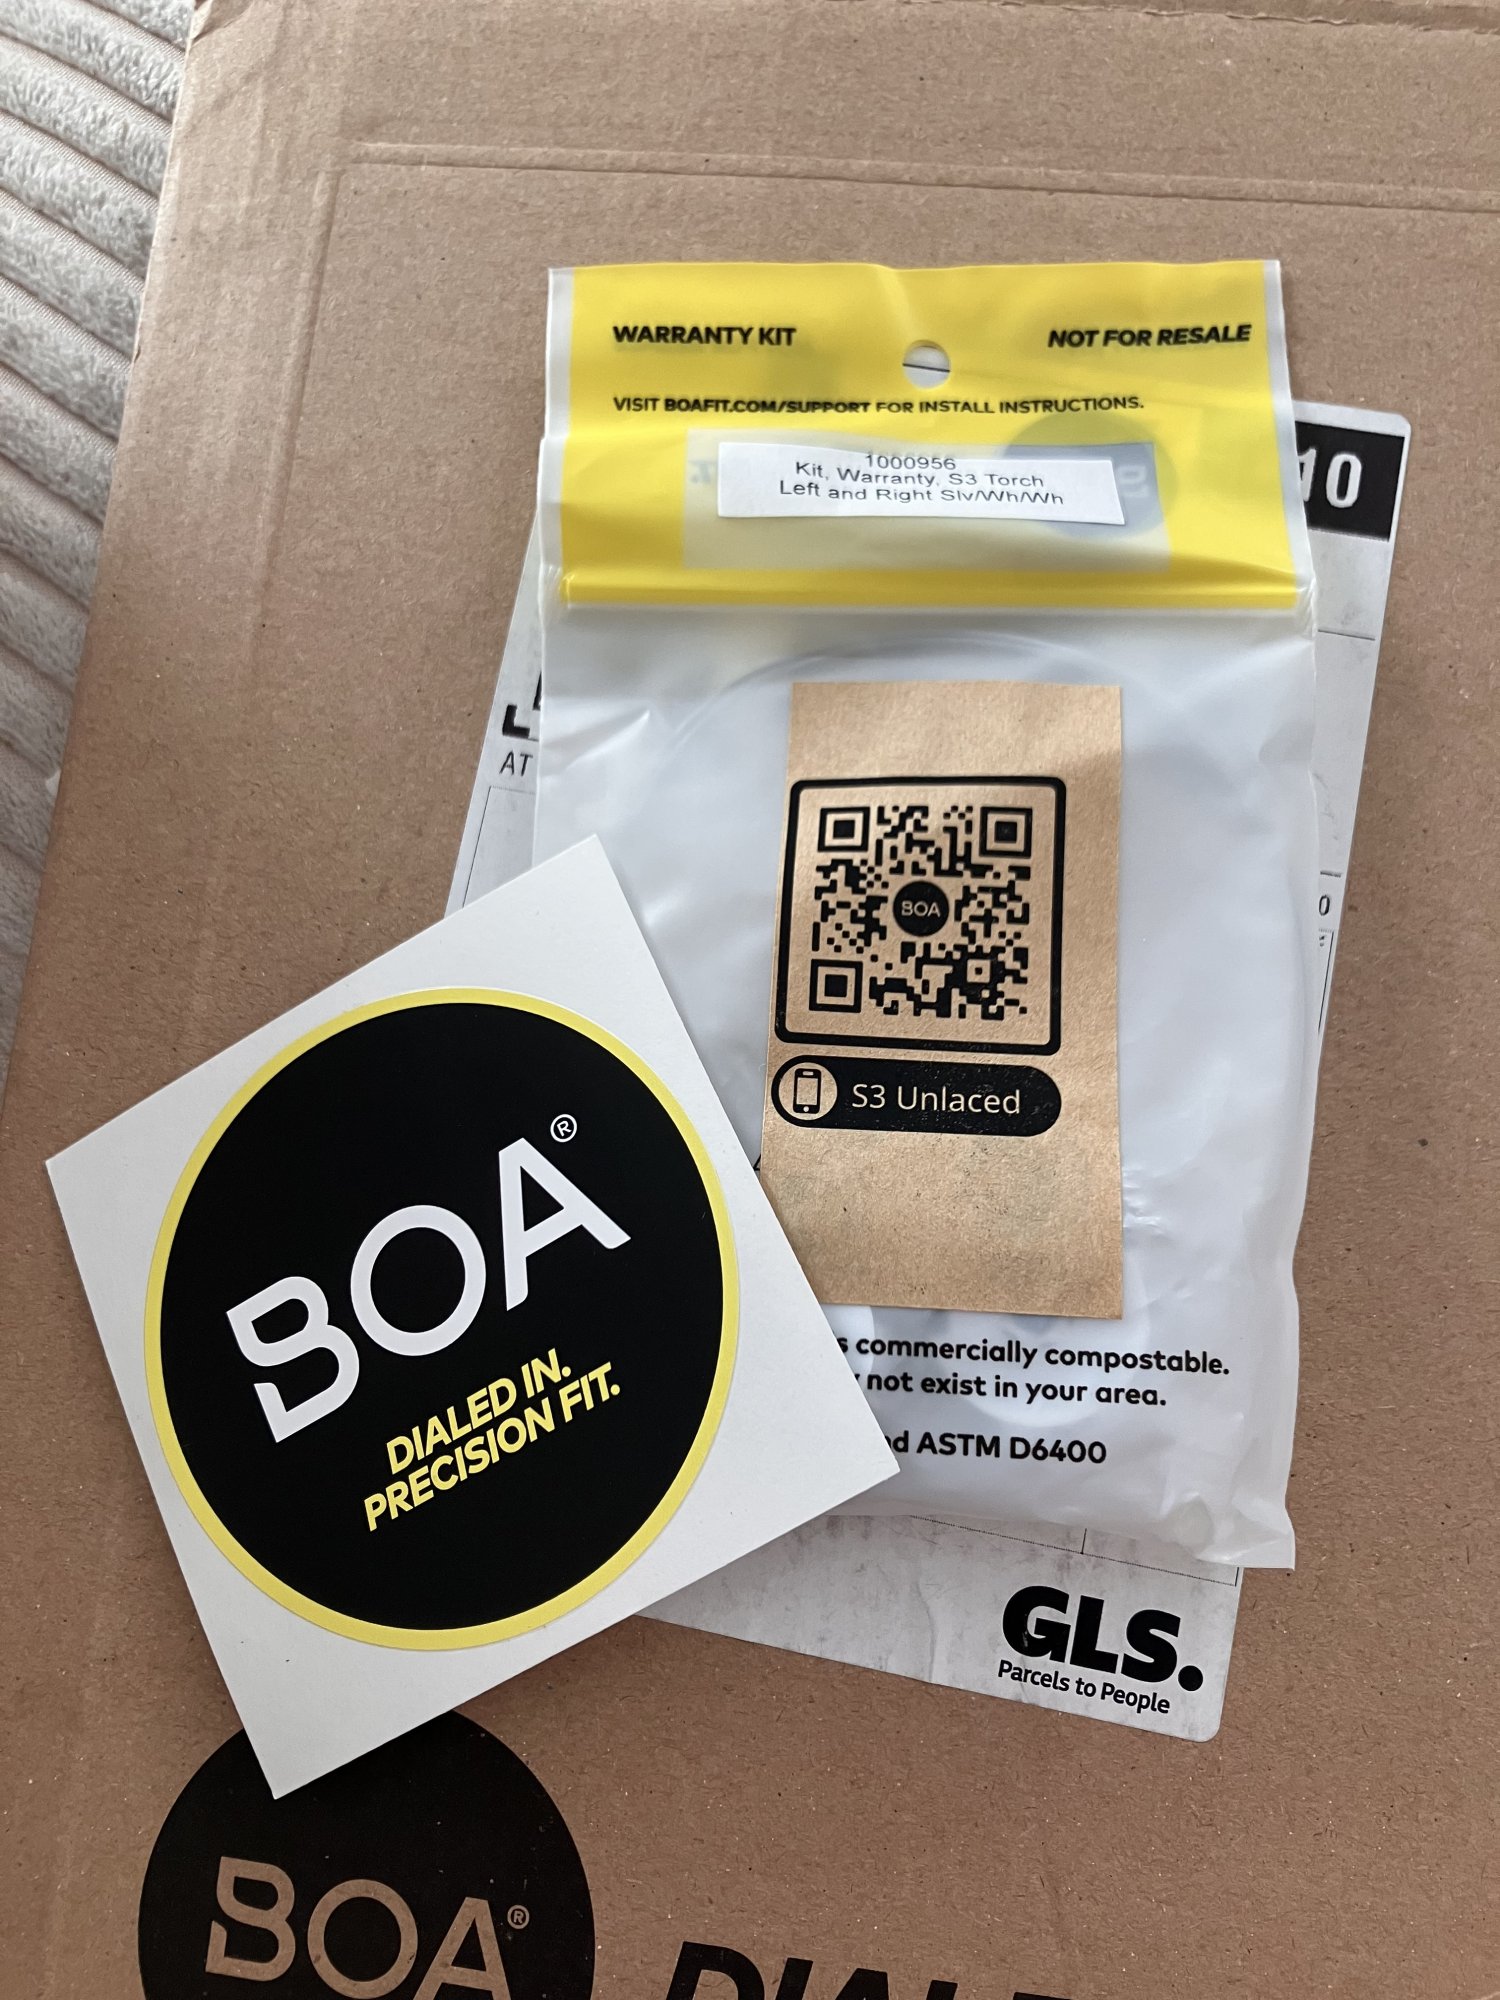 WARRANTY KIT
NOT FOR RESALE
VISIT BOAFIT.COM/SUPPORT FOR INSTALL INSTRUCTIONS.
1000956
Kit, Warranty, S3 Torch
Left and Right Slv/Wh/Wh
10
AT
0
BOA
S3 Unlaced
BOA®
DIALED IN.
PRECISION FIT.
commercially compostable.
not exist in your area.
ASTM D6400
GLS.
Parcels to People
BOA®